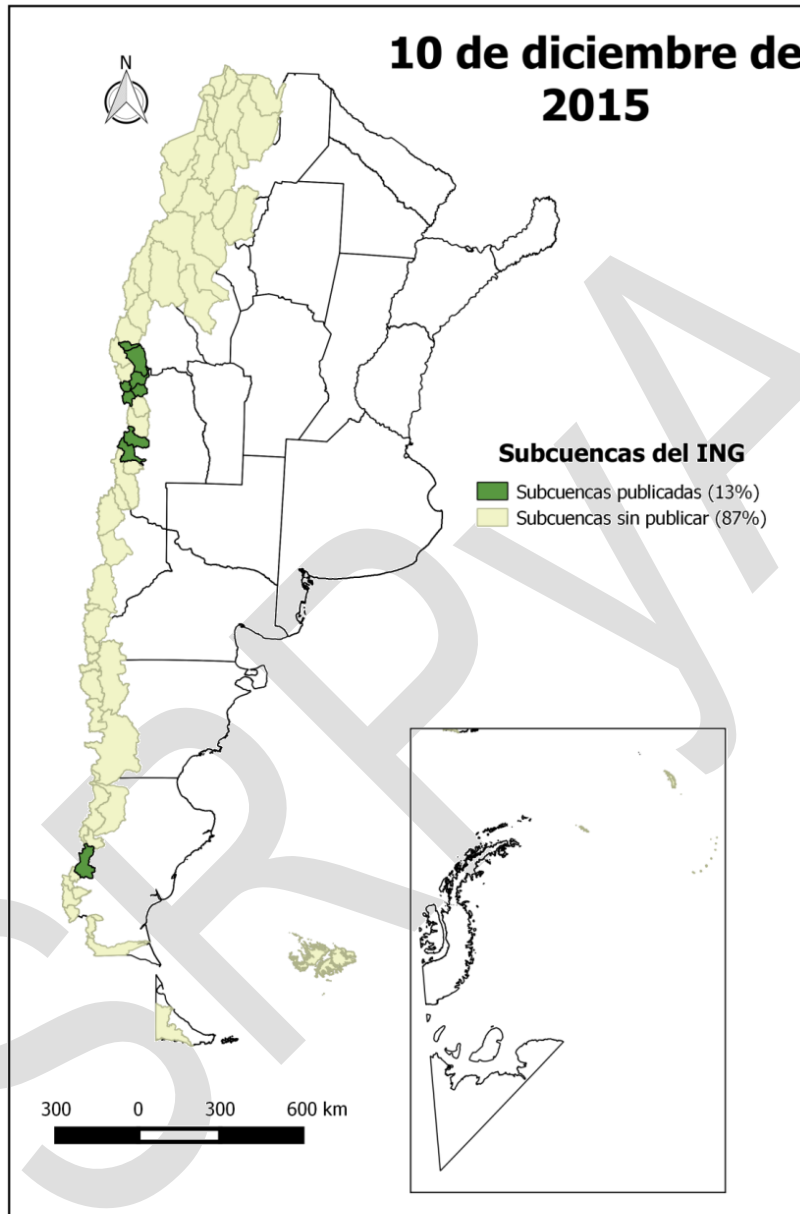 10 de diciembre de
2015
N
Subcuencas del ING
Subcuencas publicadas (13%)
Subcuencas sin publicar (87%)
300 0 300 600 km
SRPyA